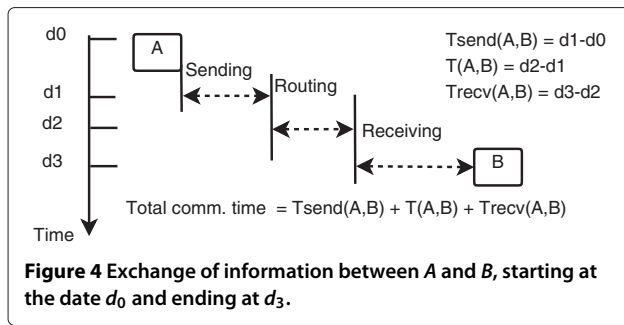 d0
A
Tsend(A,B) = d1-d0
Sending
T(A,B) = d2-d1
Routing
Trecv(A,B) = d3-d2
d1
d2
Receiving
d3
B
Total comm. time = Tsend(A,B) + T(A,B) + Trecv(A,B)
Time
Figure 4 Exchange of information between A and B, starting at
the date d0 and ending at d3.